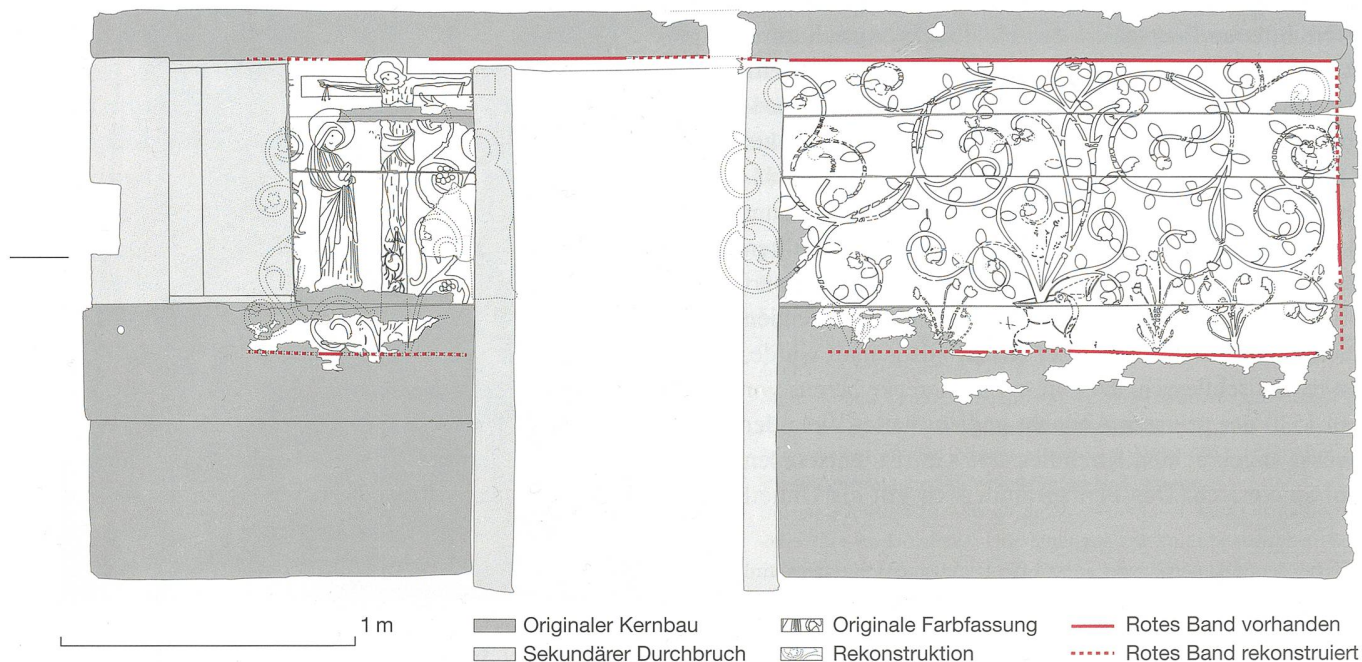 1 m
Originaler Kernbau
Sekundärer Durchbruch
Originale Farbfassung
Rekonstruktion
Rotes Band vorhanden
Rotes Band rekonstruiert